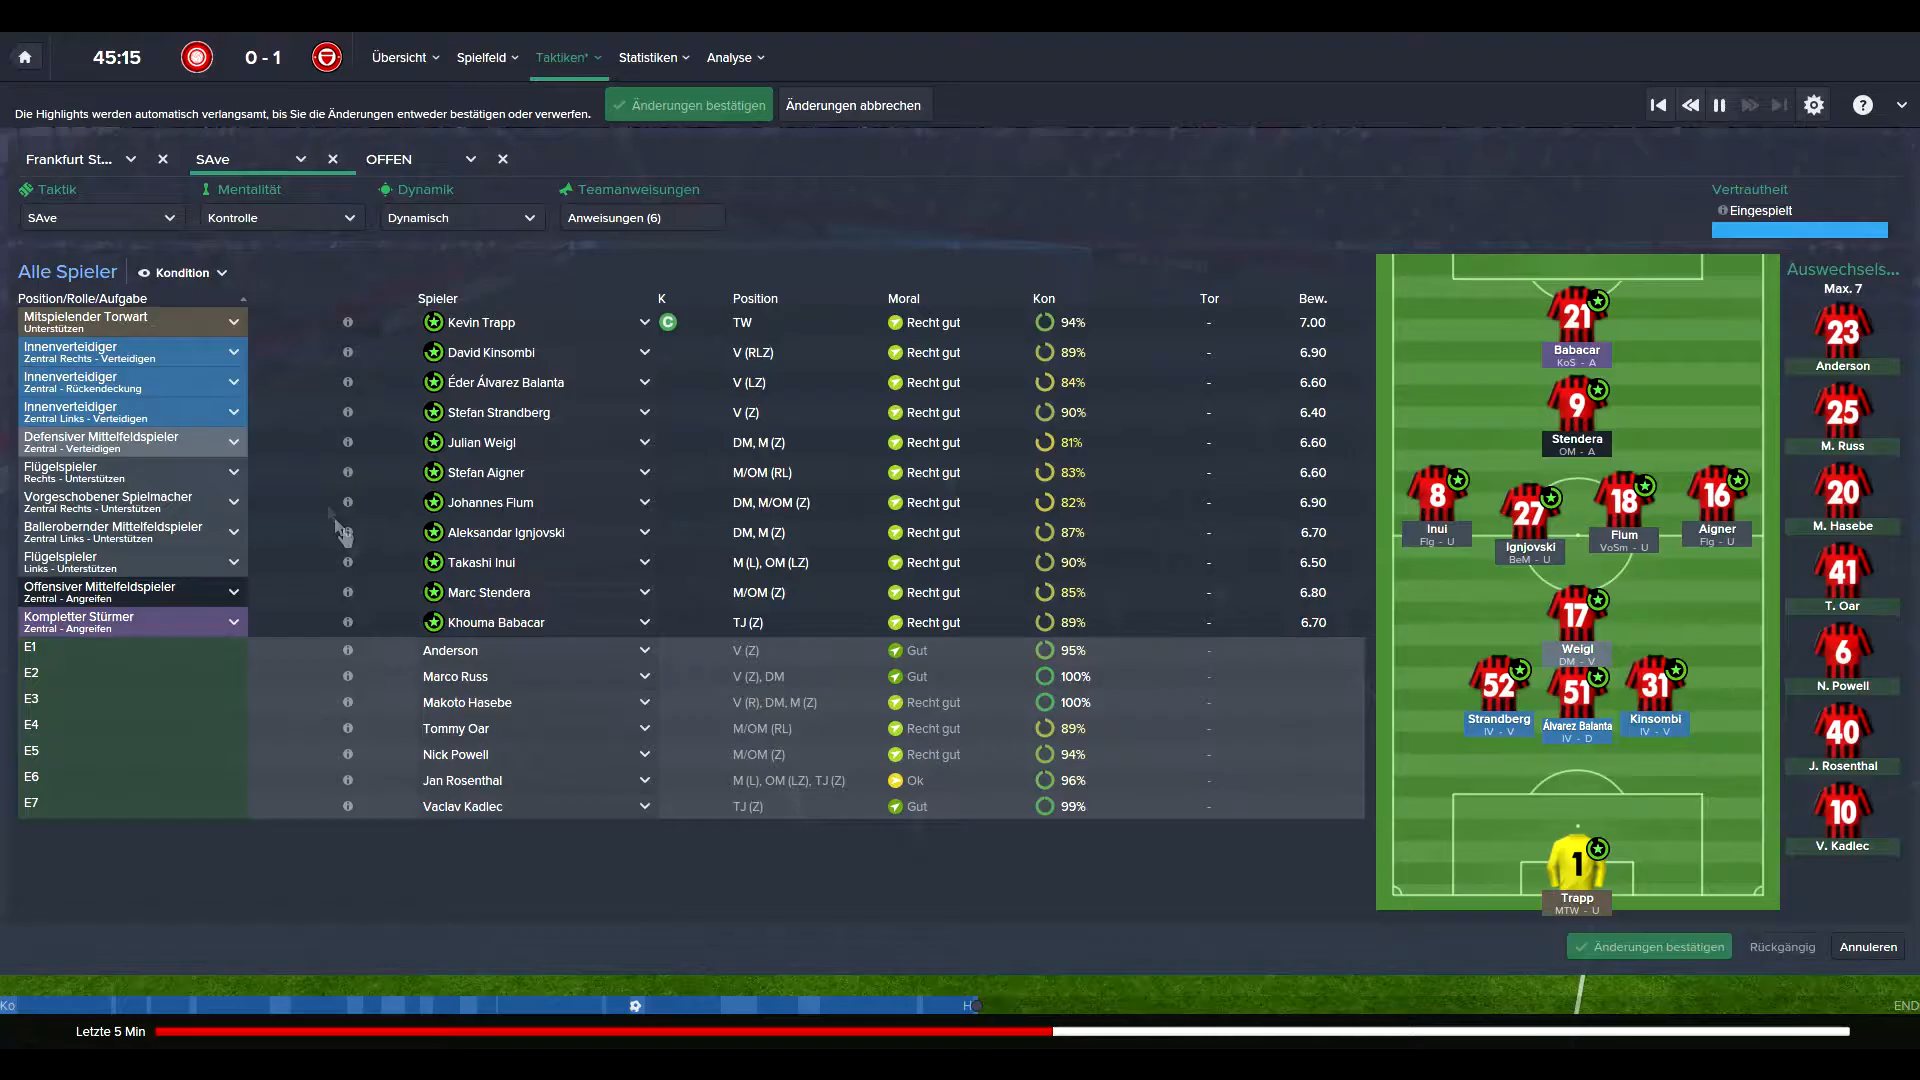 45:15 0 - 1 Übersicht Spielfeld Taktiken* Statistiken Analyse
Die Highlights werden automatisch verlangsamt, bis Sie die Änderungen entweder bestätigen oder verwerfen. Änderungen bestätigen Änderungen abbrechen
Frankfurt St... SAve OFFEN
Taktik Mentalität Dynamik Teamanweisungen Vertrautheit
SAve Kontrolle Dynamisch Anweisungen (6) Eingespielt
Alle Spieler Kondition
Position/Rolle/Aufgabe Spieler K Position Moral Kon Tor Bew.
Mitspielender Torwart
Unterstützen
Kevin Trapp C TW Recht gut 94% - 7.00
Innenverteidiger
Zentral Rechts - Verteidigen
David Kinsombi V (RLZ) Recht gut 89% - 6.90
Innenverteidiger
Zentral - Rückendeckung
Éder Álvarez Balanta V (LZ) Recht gut 84% - 6.60
Innenverteidiger
Zentral Links - Verteidigen
Stefan Strandberg V (Z) Recht gut 90% - 6.40
Defensiver Mittelfeldspieler
Zentral - Verteidigen
Julian Weigl DM, M (Z) Recht gut 81% - 6.60
Flügelspieler
Rechts - Unterstützen
Stefan Aigner M/OM (RL) Recht gut 83% - 6.60
Vorgeschobener Spielmacher
Zentral Rechts - Unterstützen
Johannes Flum DM, M/OM (Z) Recht gut 82% - 6.90
Ballerobernder Mittelfeldspieler
Zentral Links - Unterstützen
Aleksandar Ignjovski DM, M (Z) Recht gut 87% - 6.70
Flügelspieler
Links - Unterstützen
Takashi Inui M (L), OM (LZ) Recht gut 90% - 6.50
Offensiver Mittelfeldspieler
Zentral - Angreifen
Marc Stendera M/OM (Z) Recht gut 85% - 6.80
Kompletter Stürmer
Zentral - Angreifen
Khouma Babacar TJ (Z) Recht gut 89% - 6.70
E1 Anderson V (Z) Gut 95% -
E2 Marco Russ V (Z), DM Gut 100% -
E3 Makoto Hasebe V (R), DM, M (Z) Recht gut 100% -
E4 Tommy Oar M/OM (RL) Recht gut 89% -
E5 Nick Powell M/OM (Z) Recht gut 94% -
E6 Jan Rosenthal M (L), OM (LZ), TJ (Z) Ok 96% -
E7 Vaclav Kadlec TJ (Z) Gut 99% -
21
Babacar
KoS - A
9
Stendera
OM - A
8
Inui
Flg - U
27
Ignjovski
BeM - U
18
Flum
VoSm - U
16
Aigner
Flg - U
17
Weigl
DM - V
52
Strandberg
IV - V
51
Álvarez Balanta
IV - D
31
Kinsombi
IV - V
1
Trapp
MTW - U
Auswechsels...
Max. 7
23
Anderson
25
M. Russ
20
M. Hasebe
41
T. Oar
6
N. Powell
40
J. Rosenthal
10
V. Kadlec
Änderungen bestätigen Rückgängig Annulieren
Ko H END
Letzte 5 Min